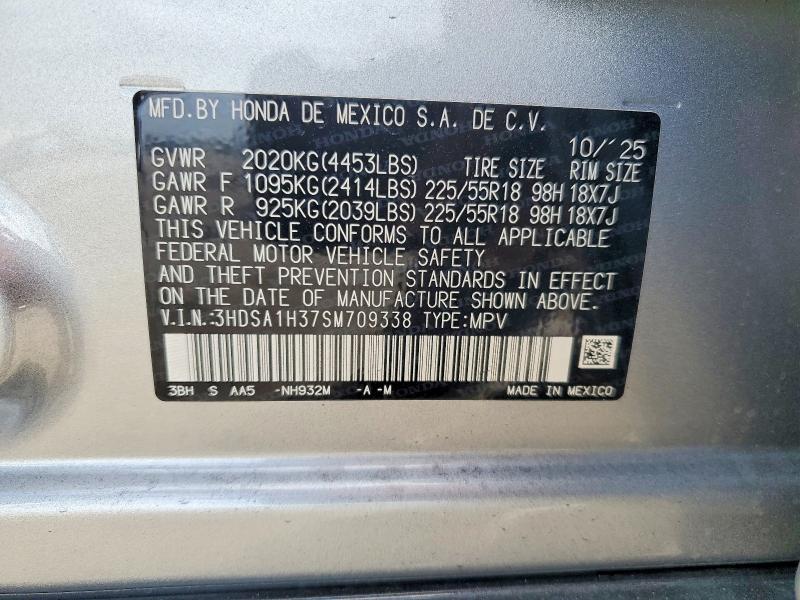 MFD.BY HONDA DE MEXICO S.A. DE C.V.
10/'25
GVWR 2020KG(4453LBS) TIRE SIZE RIM SIZE
GAWR F 1095KG(2414LBS) 225/55R18 98H 18X7J
GAWR R 925KG(2039LBS) 225/55R18 98H 18X7J
THIS VEHICLE CONFORMS TO ALL APPLICABLE
FEDERAL MOTOR VEHICLE SAFETY
AND THEFT PREVENTION STANDARDS IN EFFECT
ON THE DATE OF MANUFACTURE SHOWN ABOVE.
V.I.N.:3HDSA1H37SM709338 TYPE:MPV
3BH S AA5 -NH932M -A -M MADE IN MEXICO